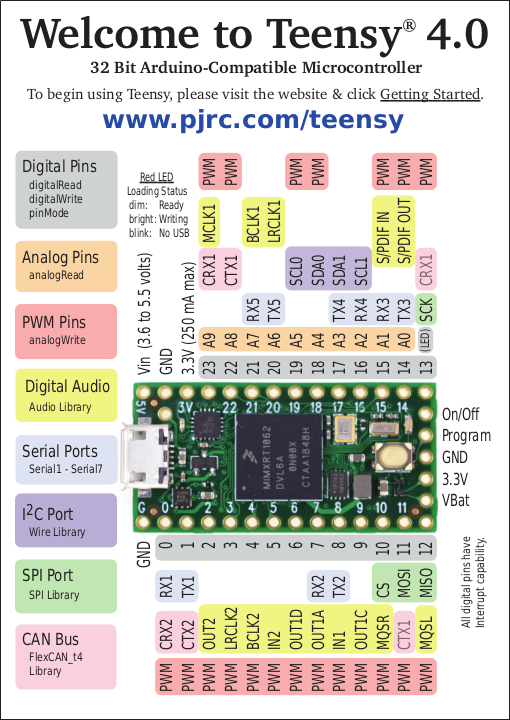 Welcome to Teensy® 4.0
32 Bit Arduino-Compatible Microcontroller
To begin using Teensy, please visit the website & click Getting Started.
www.pjrc.com/teensy
Digital Pins
digitalRead
digitalWrite
pinMode
Analog Pins
analogRead
PWM Pins
analogWrite
Digital Audio
Audio Library
Serial Ports
Serial1 - Serial7
I2C Port
Wire Library
SPI Port
SPI Library
CAN Bus
FlexCAN_t4
Library
Red LED
Loading Status
dim: Ready
bright: Writing
blink: No USB
PWM PWM PWM PWM PWM PWM PWM
MCLK1 BCLK1 LRCLK1 S/PDIF IN S/PDIF OUT
CRX1 CTX1 SCL0 SDA0 SDA1 SCL1 CRX1
RX5 TX5 TX4 RX4 RX3 TX3 SCK
A9 A8 A7 A6 A5 A4 A3 A2 A1 A0 (LED)
Vin (3.6 to 5.5 volts) GND 3.3V (250 mA max) 23 22 21 20 19 18 17 16 15 14 13
5V 3V 22 21 20 19 18 17 16 15 14
MIMXRT1062
DVL6A
0N00X
CTAA1848H
G 0 1 2 3 4 5 6 7 8 9 10 11
On/Off
Program
GND
3.3V
VBat
GND 0 1 2 3 4 5 6 7 8 9 10 11 12
RX1 TX1 RX2 TX2 CS MOSI MISO
CRX2 CTX2 OUT2 LRCLK2 BCLK2 IN2 OUT1D OUT1A IN1 OUT1C MQSR CTX1 MQSL
PWM PWM PWM PWM PWM PWM PWM PWM PWM PWM PWM PWM PWM
All digital pins have
Interrupt capability.